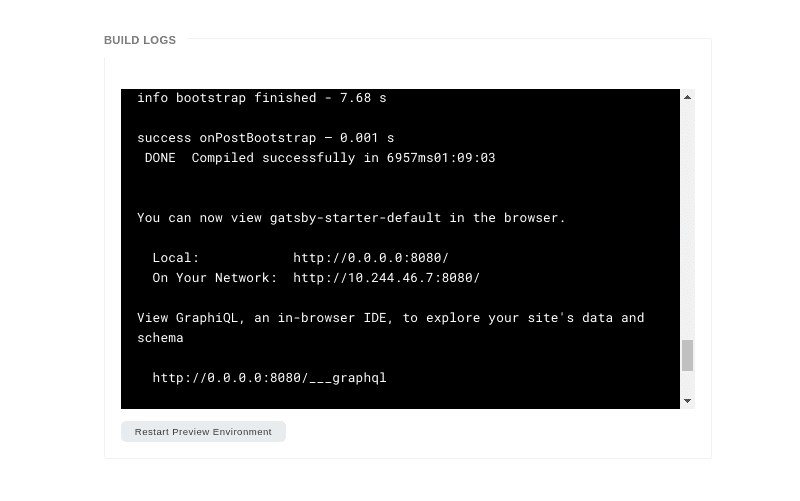 BUILD LOGS
info bootstrap finished - 7.68 s
success onPostBootstrap — 0.001 s
DONE  Compiled successfully in 6957ms01:09:03
You can now view gatsby-starter-default in the browser.
Local:            http://0.0.0.0:8080/
On Your Network:  http://10.244.46.7:8080/
View GraphiQL, an in-browser IDE, to explore your site's data and
schema
http://0.0.0.0:8080/___graphql
Restart Preview Environment